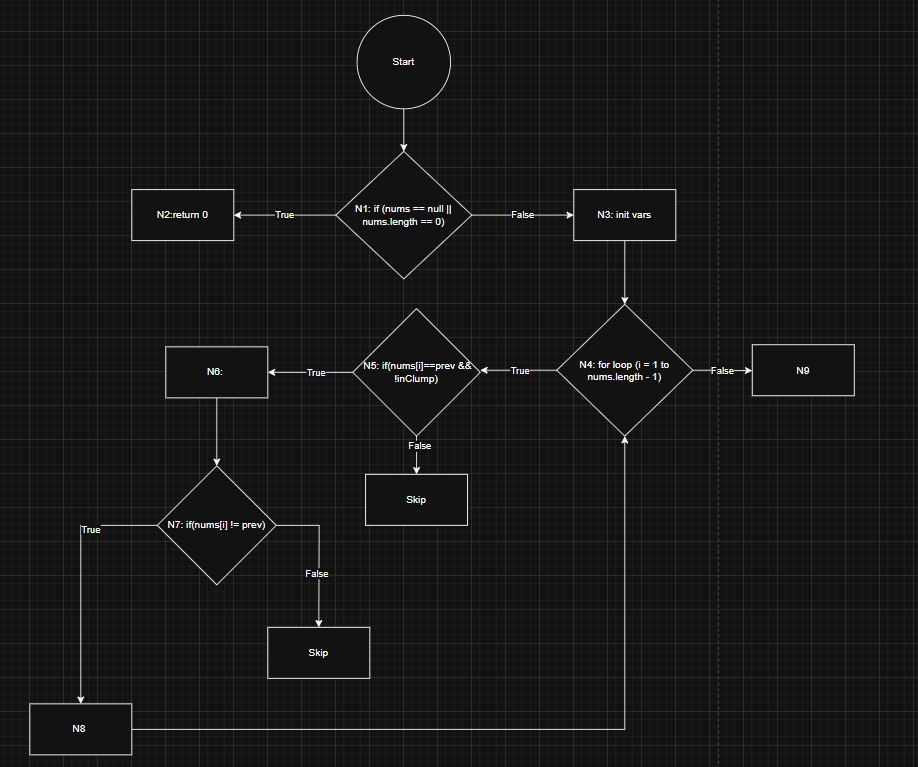 Start
N1: if (nums == null ||
nums.length == 0)
True
N2:return 0
False
N3: init vars
N4: for loop (i = 1 to
nums.length - 1)
False
N9
True
N5: if(nums[i]==prev &&
!inClump)
True
N6:
False
Skip
N7: if(nums[i] != prev)
True
False
Skip
N8